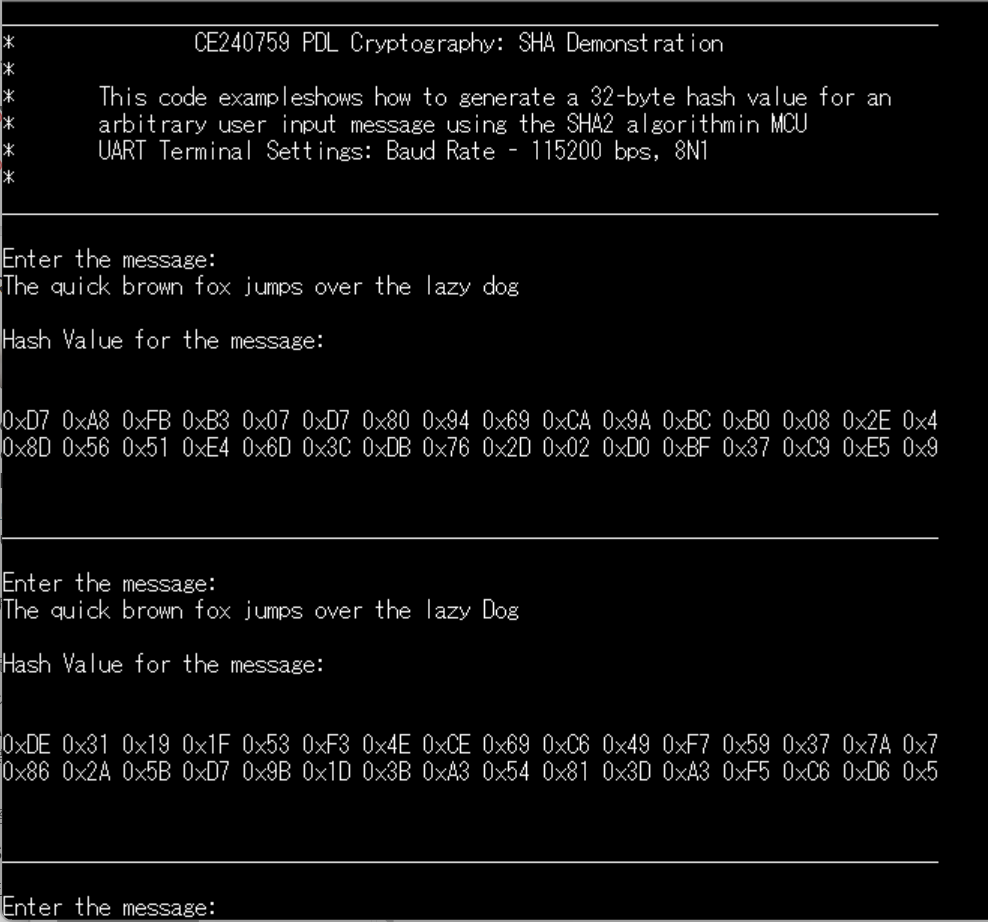 * CE240759 PDL Cryptography: SHA Demonstration
*
* This code exampleshows how to generate a 32-byte hash value for an
* arbitrary user input message using the SHA2 algorithmin MCU
* UART Terminal Settings: Baud Rate - 115200 bps, 8N1
*
Enter the message:
The quick brown fox jumps over the lazy dog
Hash Value for the message:
0xD7 0xA8 0xFB 0xB3 0x07 0xD7 0x80 0x94 0x69 0xCA 0x9A 0xBC 0xB0 0x08 0x2E 0x4
0x8D 0x56 0x51 0xE4 0x6D 0x3C 0xDB 0x76 0x2D 0x02 0xD0 0xBF 0x37 0xC9 0xE5 0x9
Enter the message:
The quick brown fox jumps over the lazy Dog
Hash Value for the message:
0xDE 0x31 0x19 0x1F 0x53 0xF3 0x4E 0xCE 0x69 0xC6 0x49 0xF7 0x59 0x37 0x7A 0x7
0x86 0x2A 0x5B 0xD7 0x9B 0x1D 0x3B 0xA3 0x54 0x81 0x3D 0xA3 0xF5 0xC6 0xD6 0x5
Enter the message: